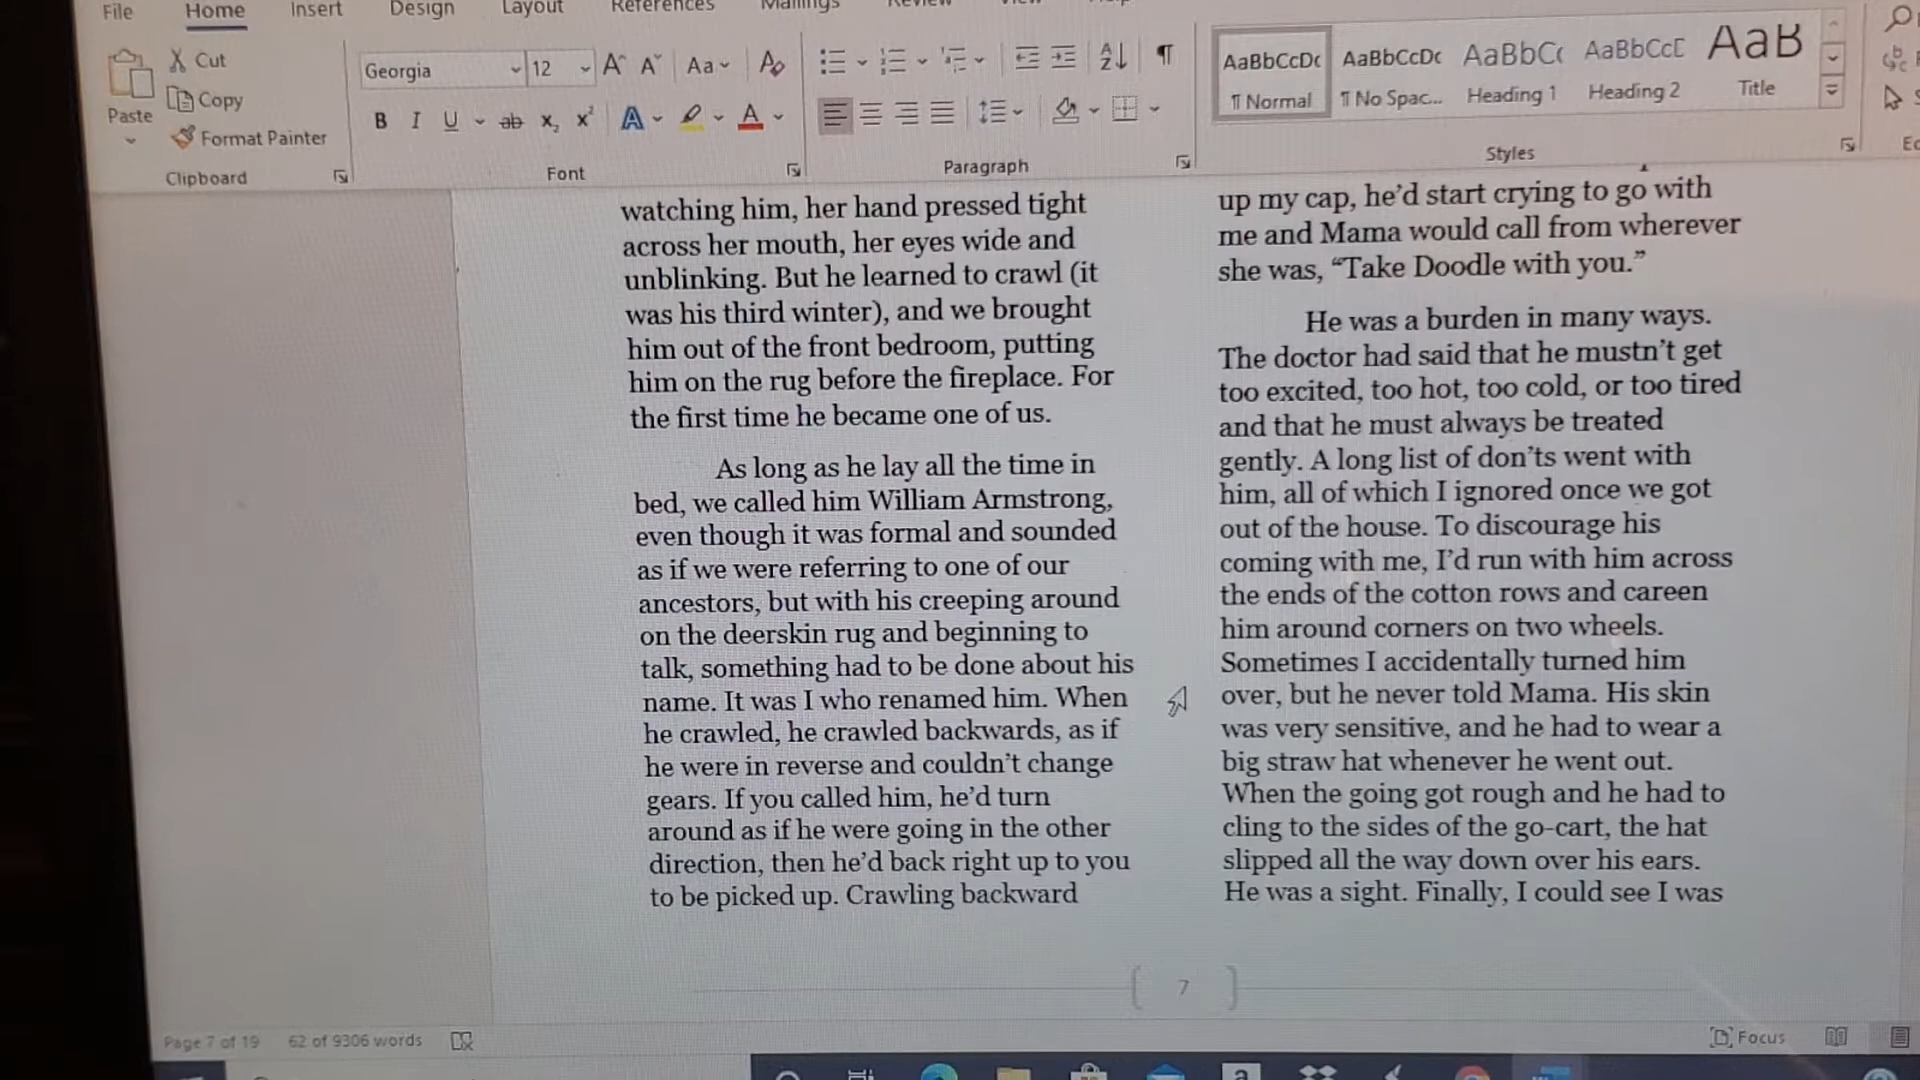 File Home Insert Design Layout References Mailings
Cut
Copy
Paste
Format Painter
Clipboard
Georgia 12
Aa
B I U ab x₂ x² A A
Font
Paragraph
AaBbCcDc AaBbCcDc AaBbC AaBbCcD AaB
¶ Normal ¶ No Spac... Heading 1 Heading 2 Title
Styles
watching him, her hand pressed tight
across her mouth, her eyes wide and
unblinking. But he learned to crawl (it
was his third winter), and we brought
him out of the front bedroom, putting
him on the rug before the fireplace. For
the first time he became one of us.
As long as he lay all the time in
bed, we called him William Armstrong,
even though it was formal and sounded
as if we were referring to one of our
ancestors, but with his creeping around
on the deerskin rug and beginning to
talk, something had to be done about his
name. It was I who renamed him. When
he crawled, he crawled backwards, as if
he were in reverse and couldn’t change
gears. If you called him, he’d turn
around as if he were going in the other
direction, then he’d back right up to you
to be picked up. Crawling backward
up my cap, he’d start crying to go with
me and Mama would call from wherever
she was, “Take Doodle with you.”
He was a burden in many ways.
The doctor had said that he mustn’t get
too excited, too hot, too cold, or too tired
and that he must always be treated
gently. A long list of don’ts went with
him, all of which I ignored once we got
out of the house. To discourage his
coming with me, I’d run with him across
the ends of the cotton rows and careen
him around corners on two wheels.
Sometimes I accidentally turned him
over, but he never told Mama. His skin
was very sensitive, and he had to wear a
big straw hat whenever he went out.
When the going got rough and he had to
cling to the sides of the go-cart, the hat
slipped all the way down over his ears.
He was a sight. Finally, I could see I was
7
Page 7 of 19 62 of 9306 words
Focus